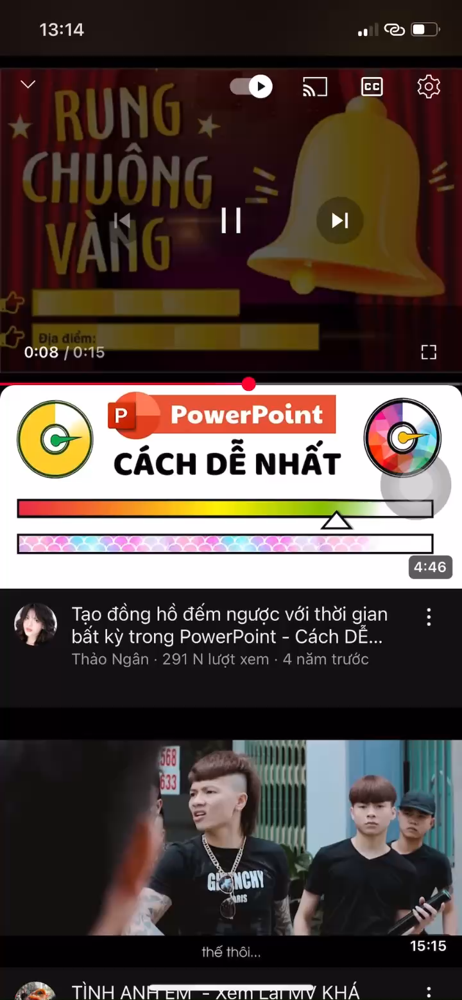 13:14
CC
RUNG
CHUÔNG
VÀNG
Địa điểm:
0:08 / 0:15
P PowerPoint
CÁCH DỄ NHẤT
4:46
Tạo đồng hồ đếm ngược với thời gian
bất kỳ trong PowerPoint - Cách DỄ...
Thảo Ngân · 291 N lượt xem · 4 năm trước
568
633
thế thôi...
15:15
TÌNH ANH EM - Xem Lại MV KHÁ